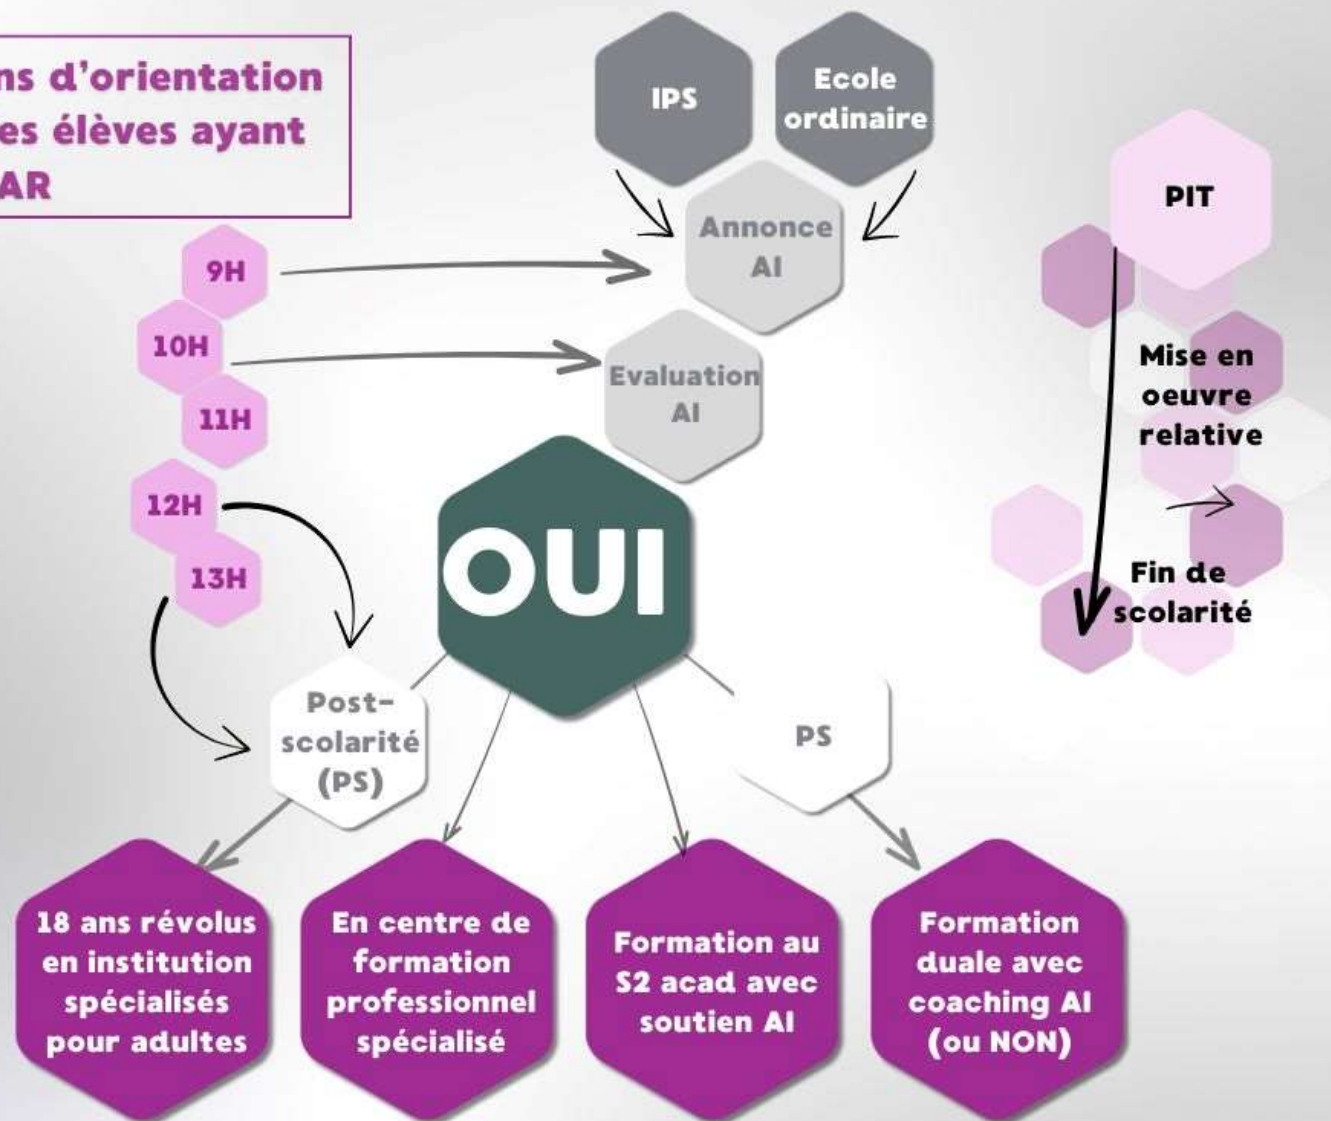 ns d'orientation
es élèves ayant
AR
IPS
Ecole
ordinaire
Annonce
AI
Evaluation
AI
9H
10H
11H
12H
13H
OUI
PIT
Mise en
oeuvre
relative
Fin de
scolarité
Post-
scolarité
(PS)
PS
18 ans révolus
en institution
spécialisés
pour adultes
En centre de
formation
professionnel
spécialisé
Formation au
S2 acad avec
soutien AI
Formation
duale avec
coaching AI
(ou NON)